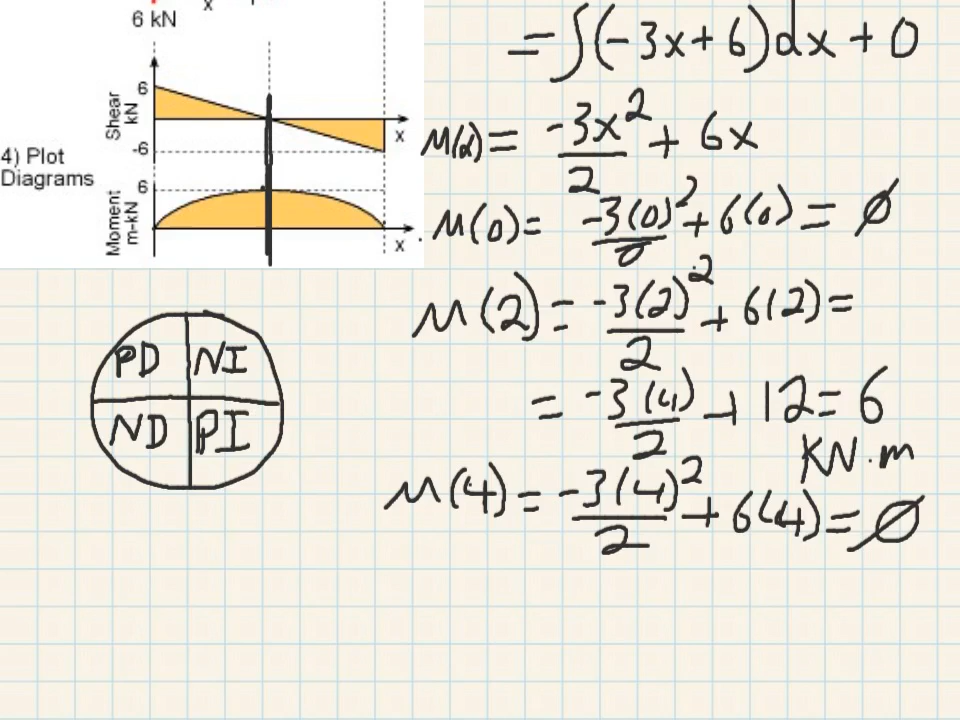 x
6 kN
= ∫(-3x+6)dx + 0
6
Shear
kN
x
-6
4) Plot
Diagrams
6
Moment
m-kN
x
M(x) = -3x²/2 + 6x
M(0) = -3(0)²/0 + 6(0) = ∅
M(2) = -3(2)²/2 + 6(2) =
= -3(4)/2 + 12 = 6
KN·m
M(4) = -3(4)²/2 + 6(4) = ∅
PD NI
ND PI